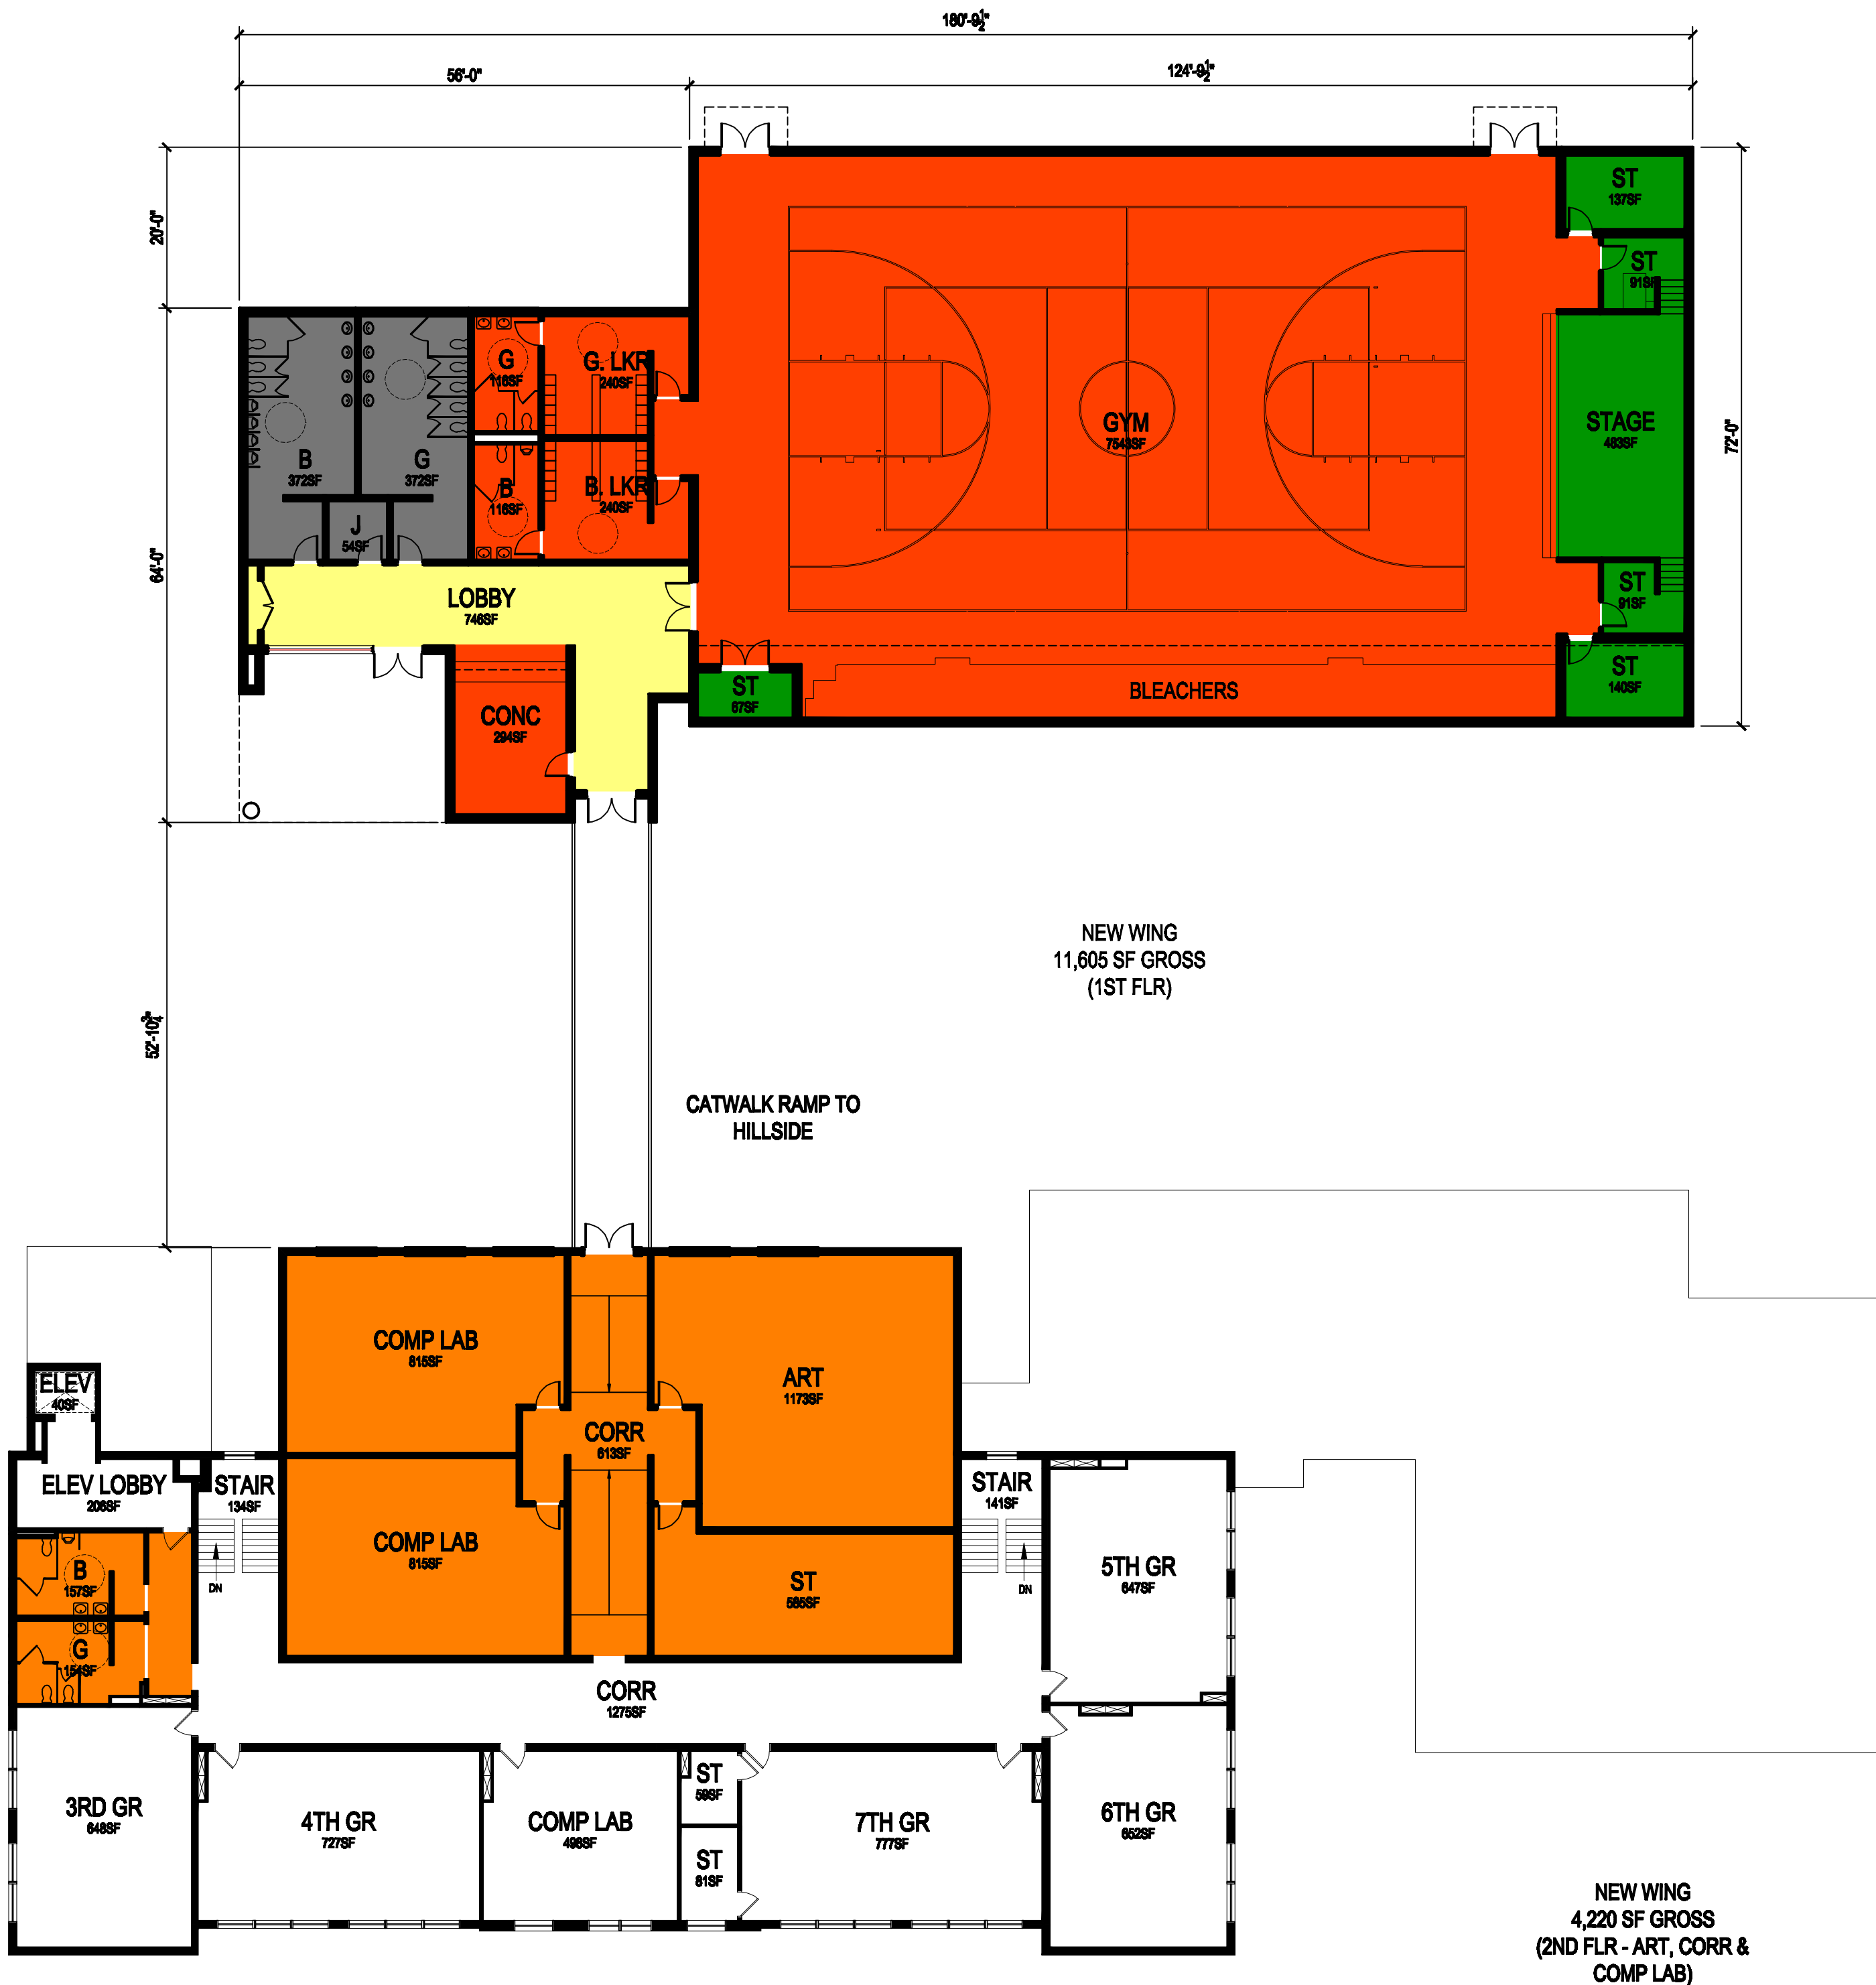 180'-9½"
56'-0"
124'-9½"
20'-0"
ST
137SF
ST
91SF
G
116SF
G. LKR
240SF
GYM
7543SF
STAGE
483SF
72'-0"
B
372SF
G
372SF
B
116SF
B. LKR
240SF
J
54SF
64'-0"
LOBBY
746SF
ST
91SF
ST
67SF
BLEACHERS
ST
140SF
CONC
294SF
NEW WING
11,605 SF GROSS
(1ST FLR)
52'-10¾"
CATWALK RAMP TO
HILLSIDE
COMP LAB
815SF
ART
1173SF
ELEV
40SF
CORR
613SF
ELEV LOBBY
206SF
STAIR
134SF
STAIR
141SF
COMP LAB
815SF
B
157SF
DN
ST
565SF
DN
5TH GR
647SF
G
154SF
CORR
1275SF
3RD GR
648SF
4TH GR
727SF
COMP LAB
498SF
ST
59SF
7TH GR
777SF
6TH GR
652SF
ST
81SF
NEW WING
4,220 SF GROSS
(2ND FLR - ART, CORR &
COMP LAB)